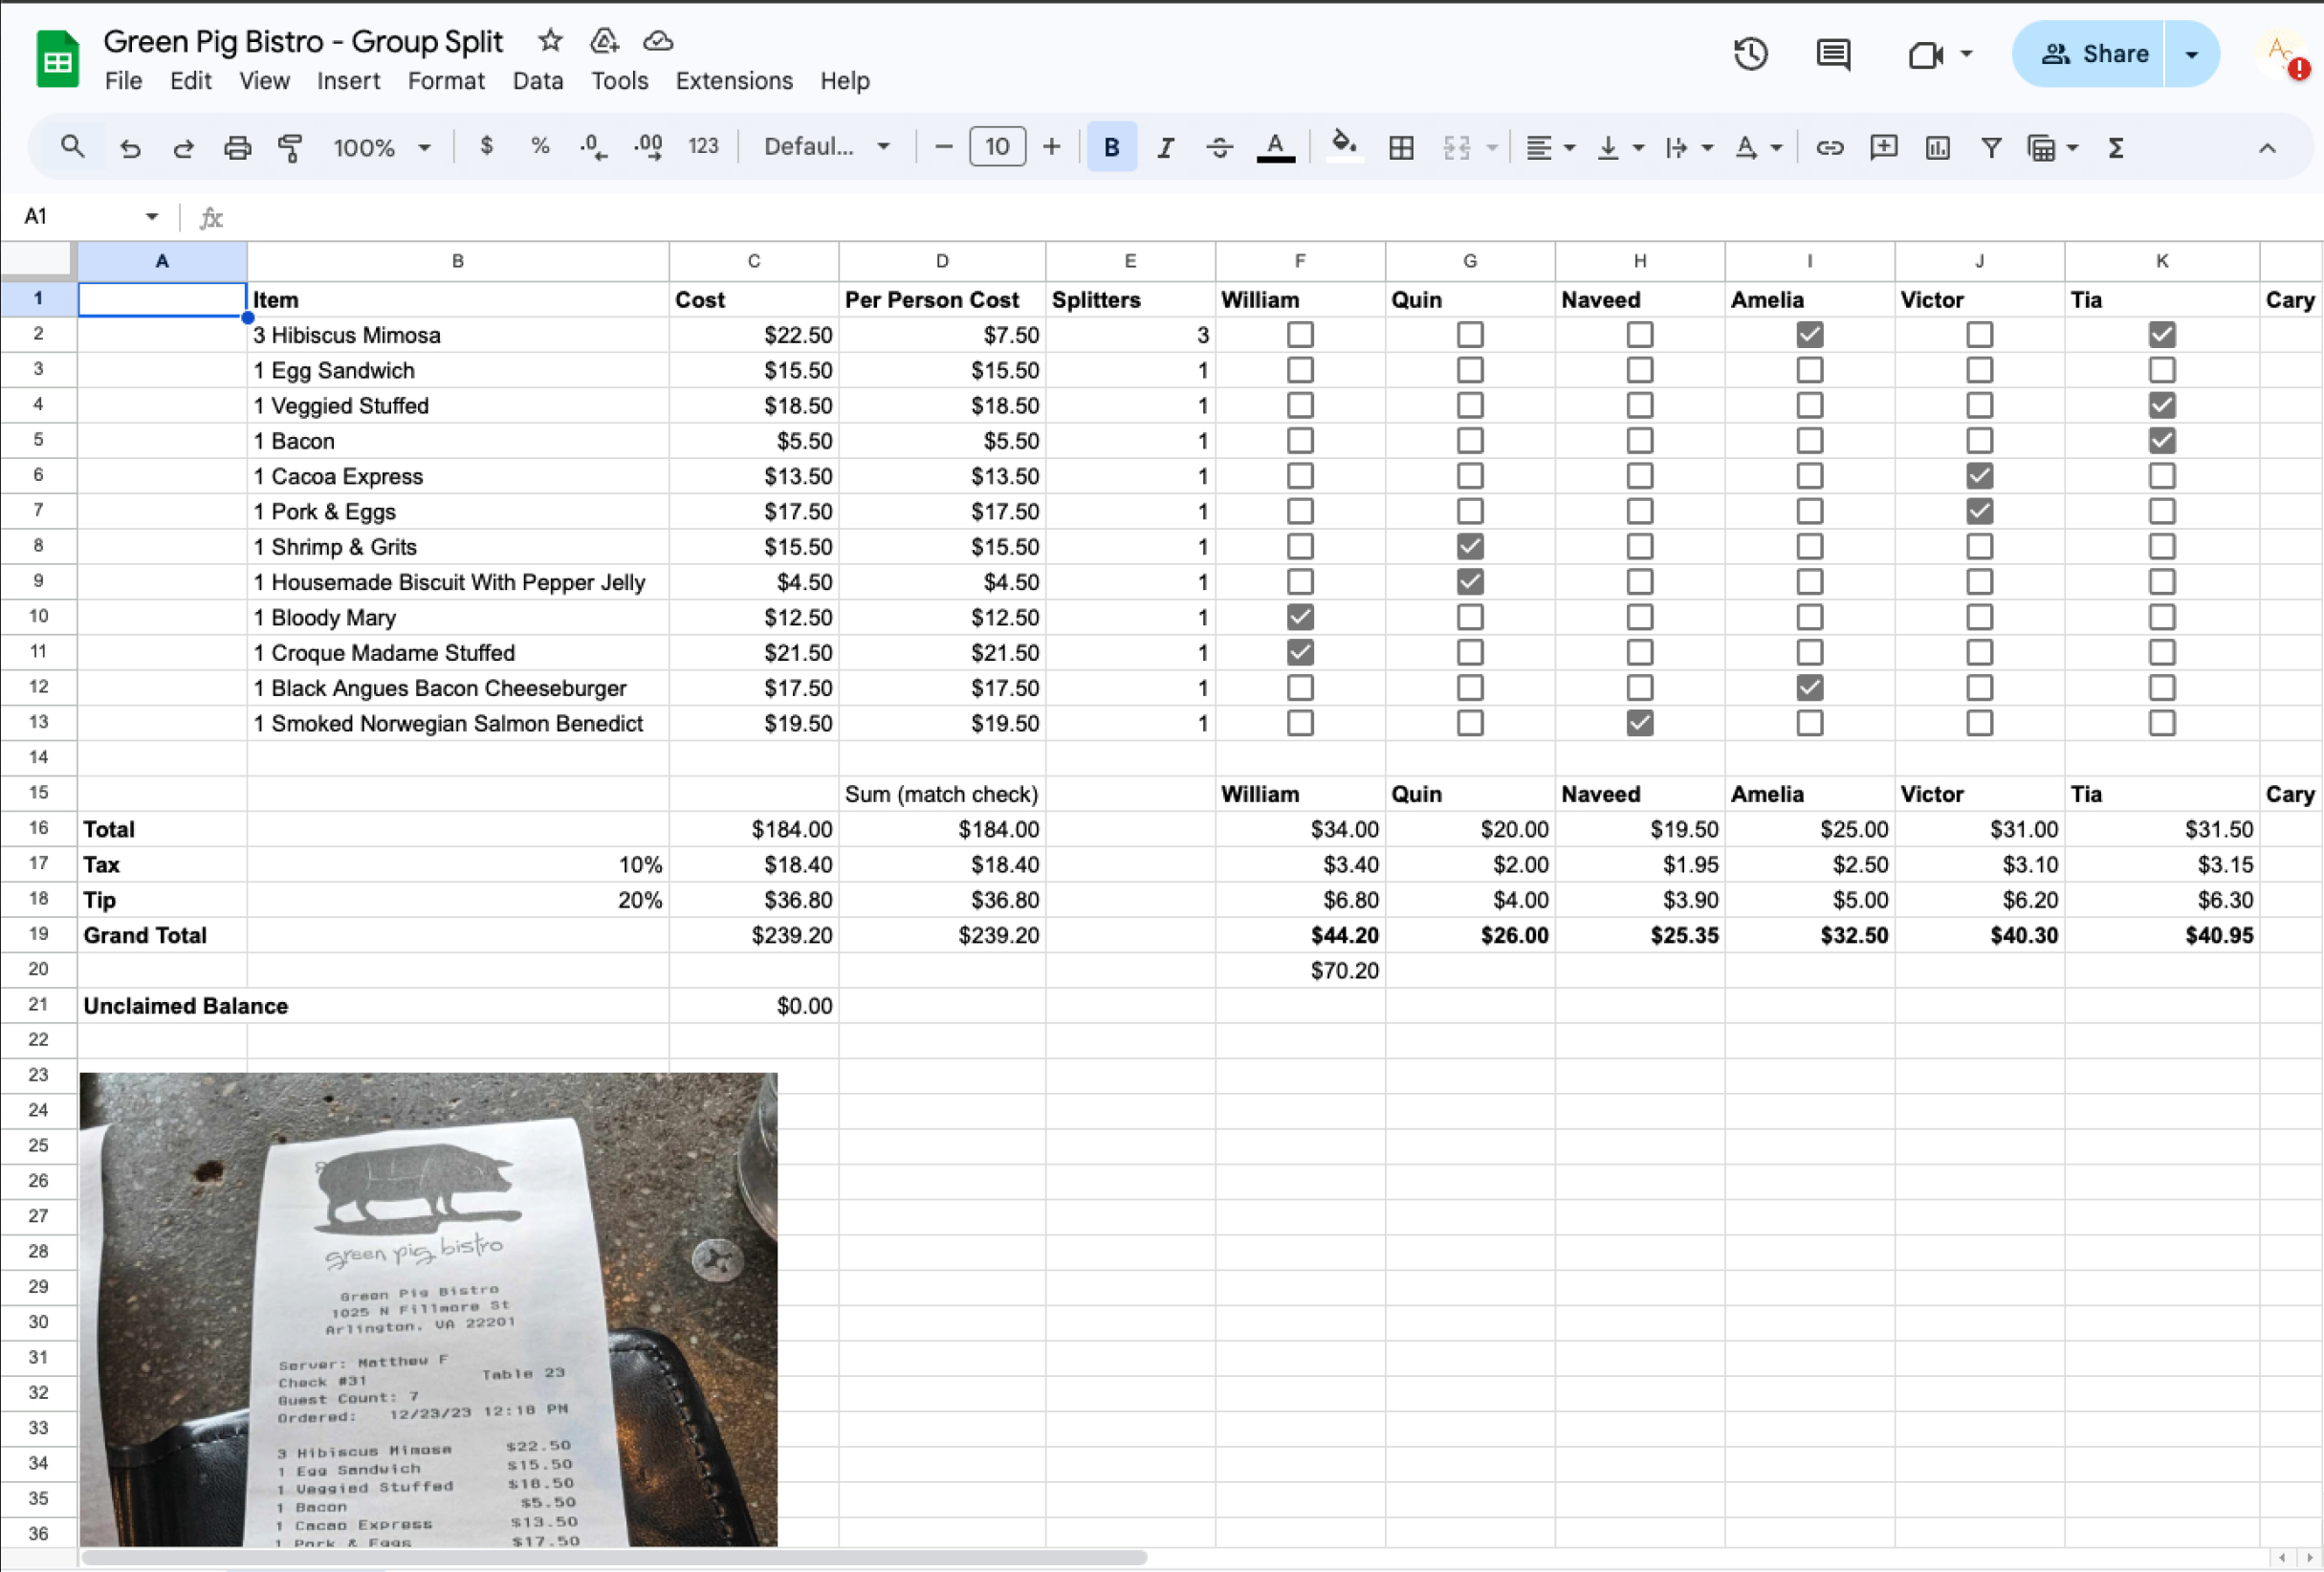 Green Pig Bistro - Group Split
File Edit View Insert Format Data Tools Extensions Help
Share
100% $ % .0 .00 123 Defaul... 10 B I A
A1 fx
A B C D E F G H I J K
1 Item Cost Per Person Cost Splitters William Quin Naveed Amelia Victor Tia Cary
2 3 Hibiscus Mimosa $22.50 $7.50 3
3 1 Egg Sandwich $15.50 $15.50 1
4 1 Veggied Stuffed $18.50 $18.50 1
5 1 Bacon $5.50 $5.50 1
6 1 Cacoa Express $13.50 $13.50 1
7 1 Pork & Eggs $17.50 $17.50 1
8 1 Shrimp & Grits $15.50 $15.50 1
9 1 Housemade Biscuit With Pepper Jelly $4.50 $4.50 1
10 1 Bloody Mary $12.50 $12.50 1
11 1 Croque Madame Stuffed $21.50 $21.50 1
12 1 Black Angues Bacon Cheeseburger $17.50 $17.50 1
13 1 Smoked Norwegian Salmon Benedict $19.50 $19.50 1
14
15 Sum (match check) William Quin Naveed Amelia Victor Tia Cary
16 Total $184.00 $184.00 $34.00 $20.00 $19.50 $25.00 $31.00 $31.50
17 Tax 10% $18.40 $18.40 $3.40 $2.00 $1.95 $2.50 $3.10 $3.15
18 Tip 20% $36.80 $36.80 $6.80 $4.00 $3.90 $5.00 $6.20 $6.30
19 Grand Total $239.20 $239.20 $44.20 $26.00 $25.35 $32.50 $40.30 $40.95
20 $70.20
21 Unclaimed Balance $0.00
22
23
24
25
26
27
28
29
30
31
32
33
34
35
36
green pig bistro
Green Pig Bistro
1025 N Fillmore St
Arlington, VA 22201
Server: Matthew F
Check #31 Table 23
Guest Count: 7
Ordered: 12/23/23 12:18 PM
3 Hibiscus Mimosa $22.50
1 Egg Sandwich $15.50
1 Veggied Stuffed $18.50
1 Bacon $5.50
1 Cacao Express $13.50
1 Pork & Eggs $17.50